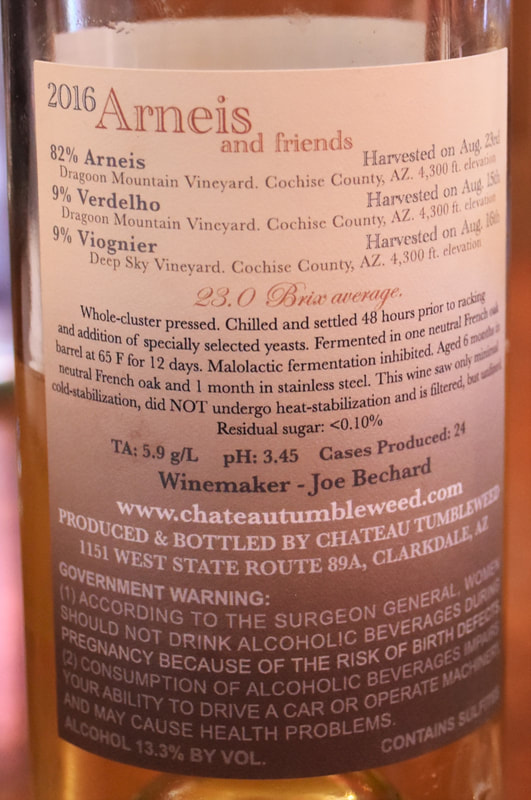 2016 Arneis
and friends
82% Arneis Harvested on Aug. 23rd
Dragoon Mountain Vineyard. Cochise County, AZ. 4,300 ft. elevation
9% Verdelho Harvested on Aug. 15th
Dragoon Mountain Vineyard. Cochise County, AZ. 4,300 ft. elevation
9% Viognier Harvested on Aug. 16th
Deep Sky Vineyard. Cochise County, AZ. 4,300 ft. elevation
23.0 Brix average.
Whole-cluster pressed. Chilled and settled 48 hours prior to racking
and addition of specially selected yeasts. Fermented in one neutral French oak
barrel at 65 F for 12 days. Malolactic fermentation inhibited. Aged 6 months in
neutral French oak and 1 month in stainless steel. This wine saw only minimal
cold-stabilization, did NOT undergo heat-stabilization and is filtered, but
Residual sugar: <0.10%
TA: 5.9 g/L pH: 3.45 Cases Produced: 24
Winemaker - Joe Bechard
www.chateautumbleweed.com
PRODUCED & BOTTLED BY CHATEAU TUMBLEWEED
1151 WEST STATE ROUTE 89A, CLARKDALE, AZ
GOVERNMENT WARNING:
(1) ACCORDING TO THE SURGEON GENERAL, WOMEN
SHOULD NOT DRINK ALCOHOLIC BEVERAGES DURING
PREGNANCY BECAUSE OF THE RISK OF BIRTH DEFECTS.
(2) CONSUMPTION OF ALCOHOLIC BEVERAGES IMPAIRS
YOUR ABILITY TO DRIVE A CAR OR OPERATE MACHINERY
AND MAY CAUSE HEALTH PROBLEMS.
ALCOHOL 13.3% BY VOL. CONTAINS SULFITES